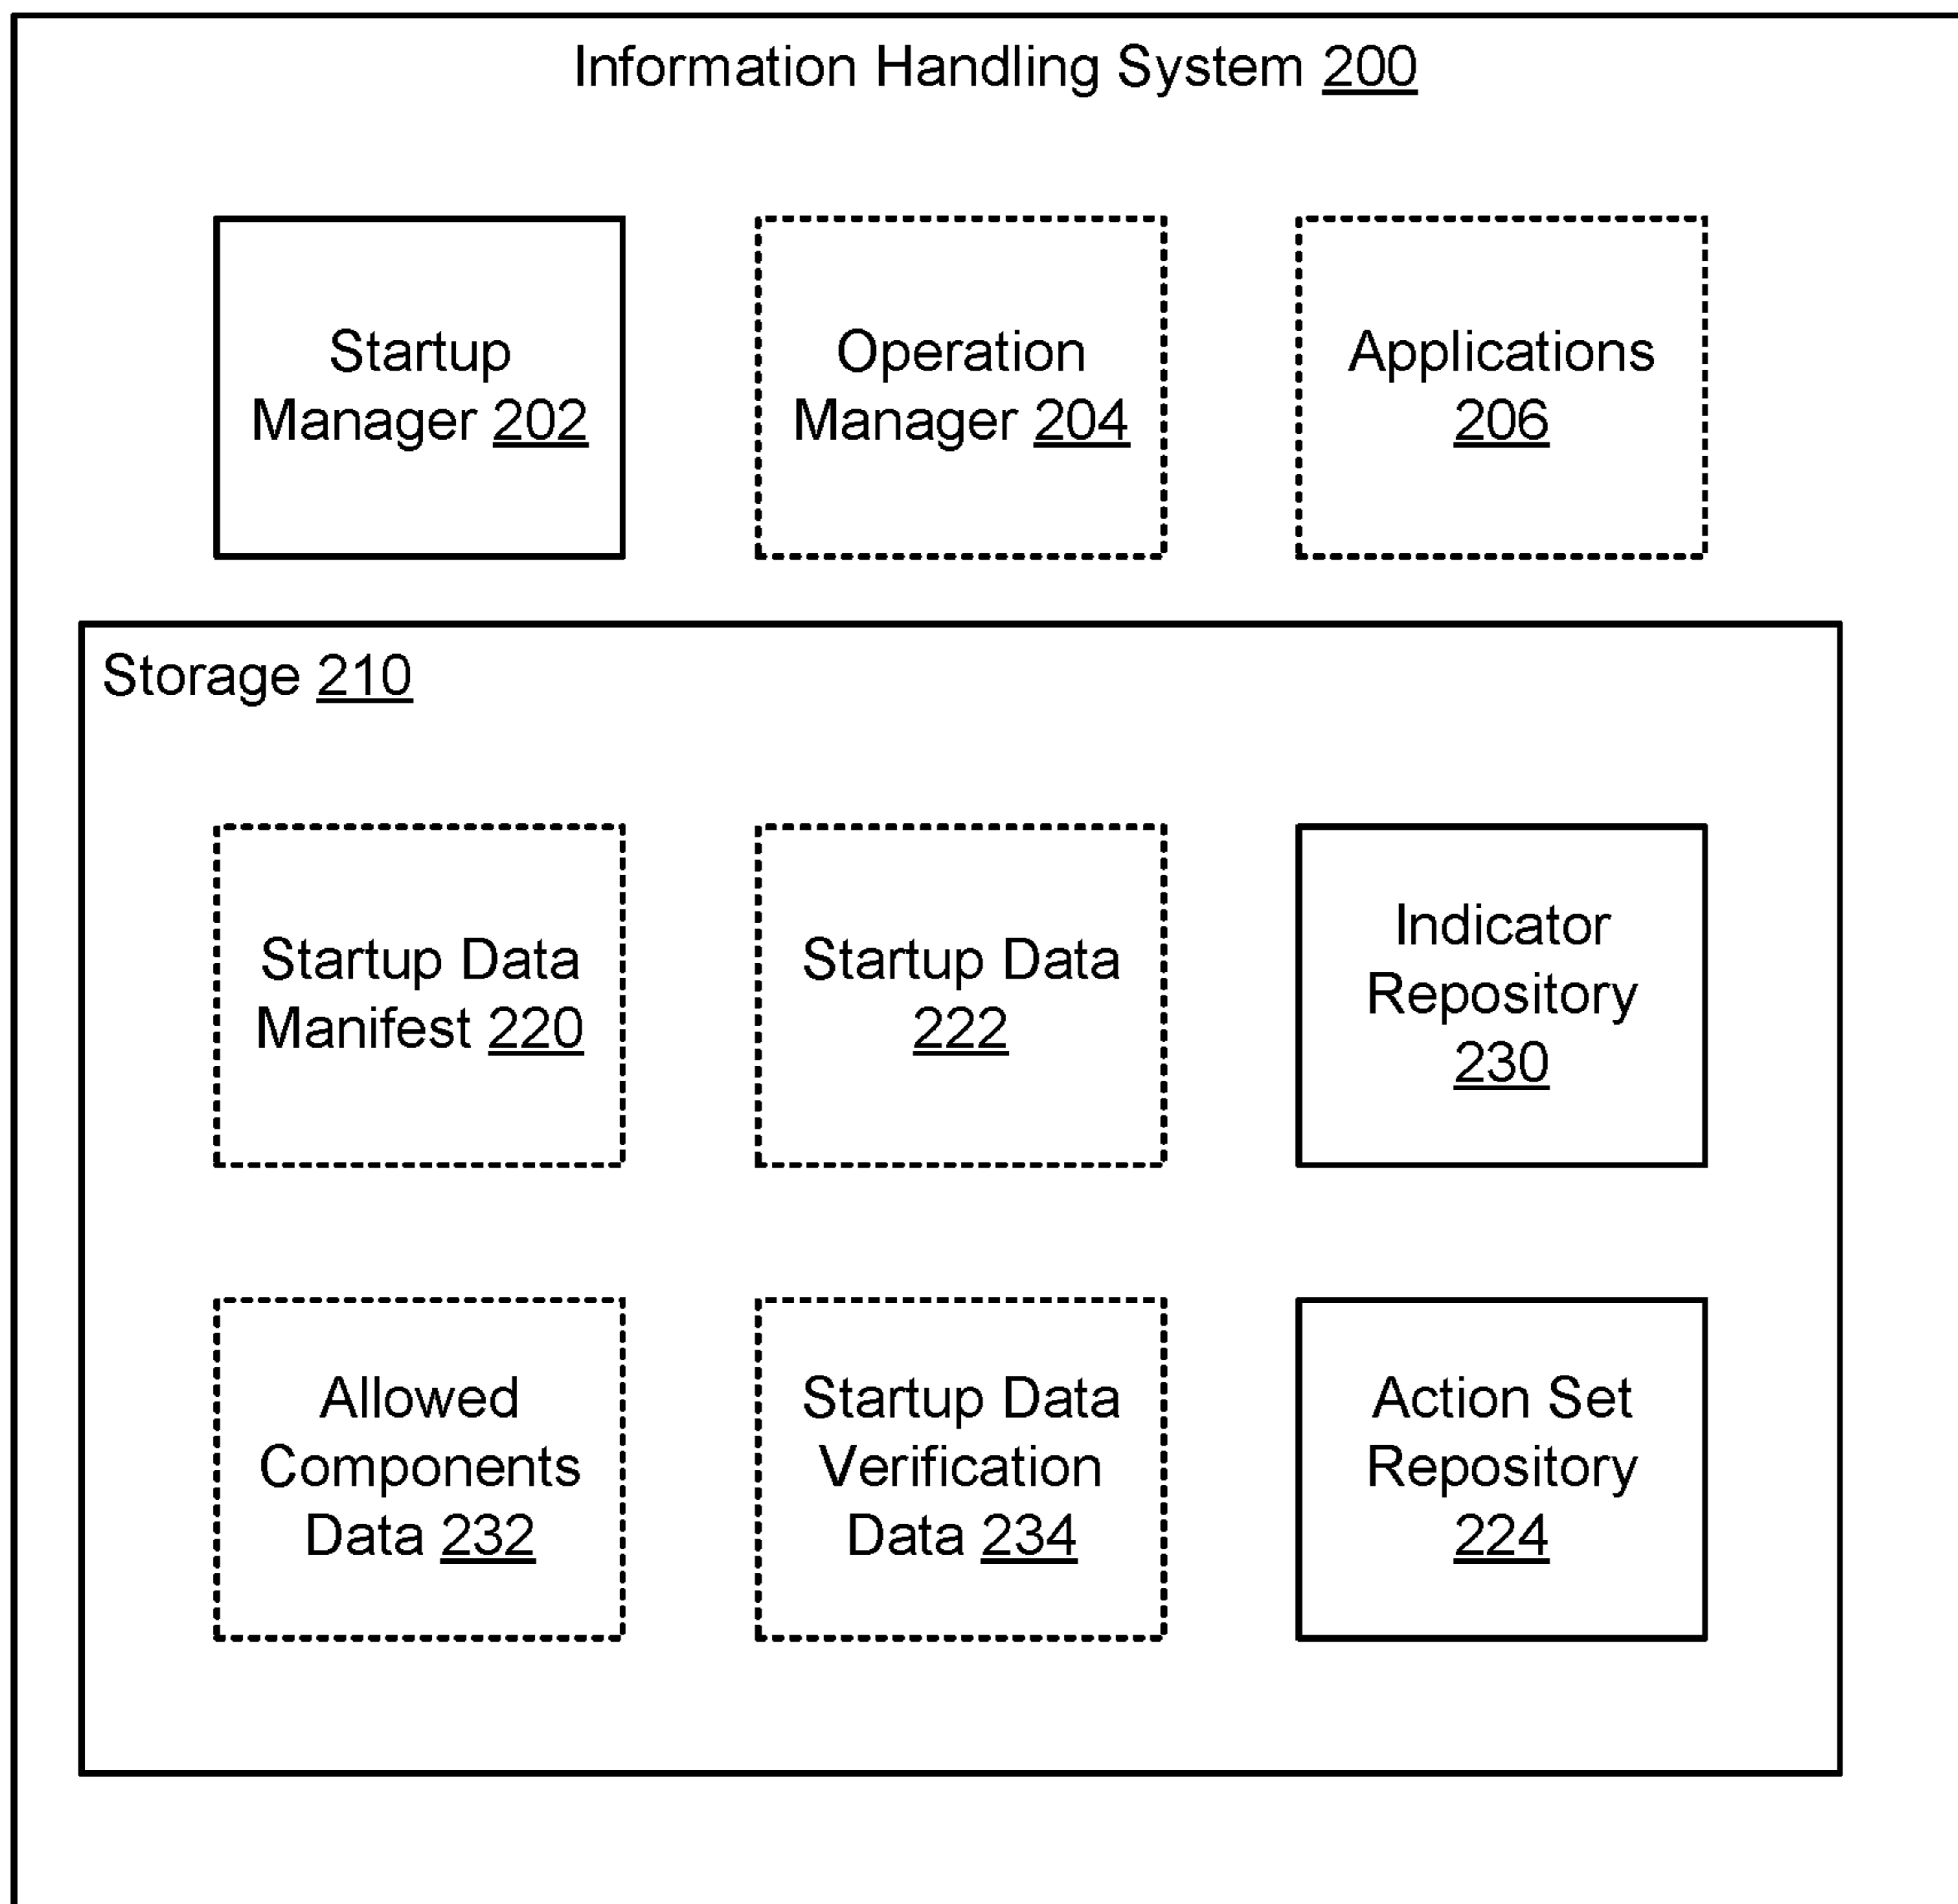 Information Handling System 200
Startup
Manager 202
Operation
Manager 204
Applications
206
Storage 210
Startup Data
Manifest 220
Startup Data
222
Indicator
Repository
230
Allowed
Components
Data 232
Startup Data
Verification
Data 234
Action Set
Repository
224